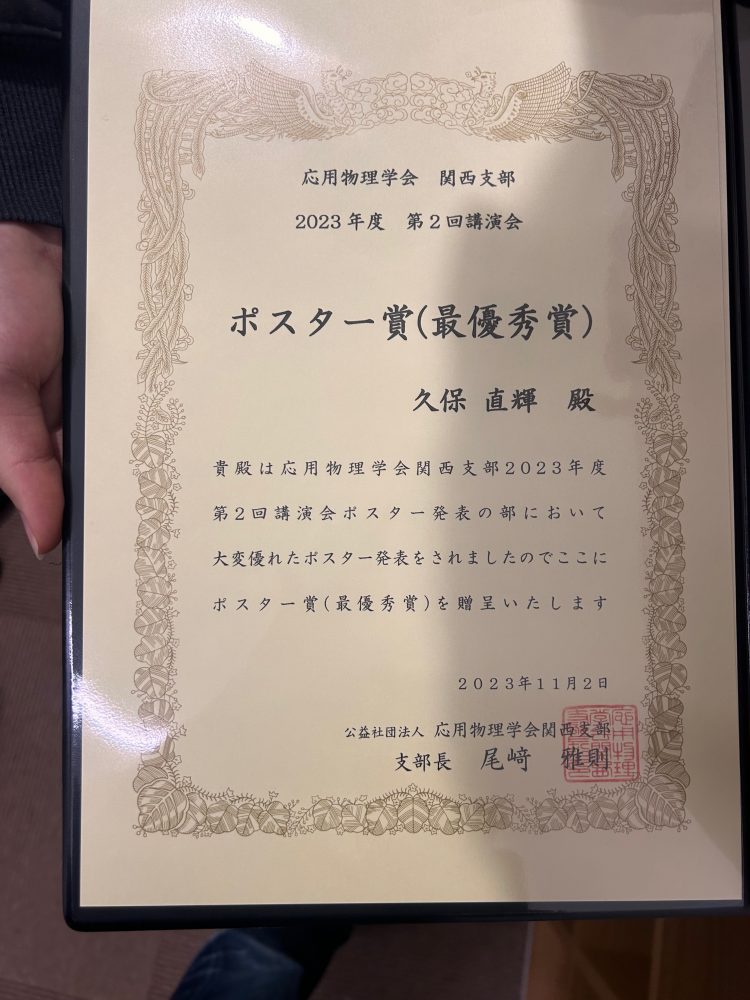 応用物理学会 関西支部
2023年度 第2回講演会
ポスター賞(最優秀賞)
久保 直輝 殿
貴殿は応用物理学会関西支部2023年度
第2回講演会ポスター発表の部において
大変優れたポスター発表をされましたのでここに
ポスター賞(最優秀賞)を贈呈いたします
2023年11月2日
公益社団法人 応用物理学会関西支部
支部長 尾﨑 雅則